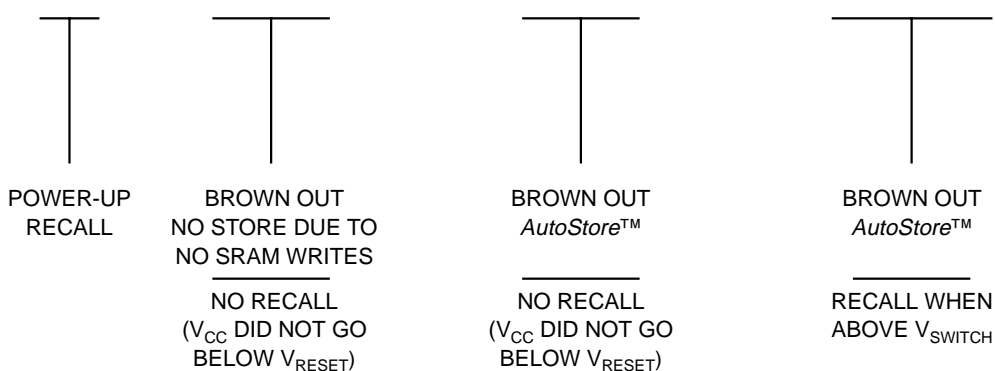 POWER-UP
RECALL
BROWN OUT
NO STORE DUE TO
NO SRAM WRITES
NO RECALL
(VCC DID NOT GO
BELOW VRESET)
BROWN OUT
AutoStore™
NO RECALL
(VCC DID NOT GO
BELOW VRESET)
BROWN OUT
AutoStore™
RECALL WHEN
ABOVE VSWITCH